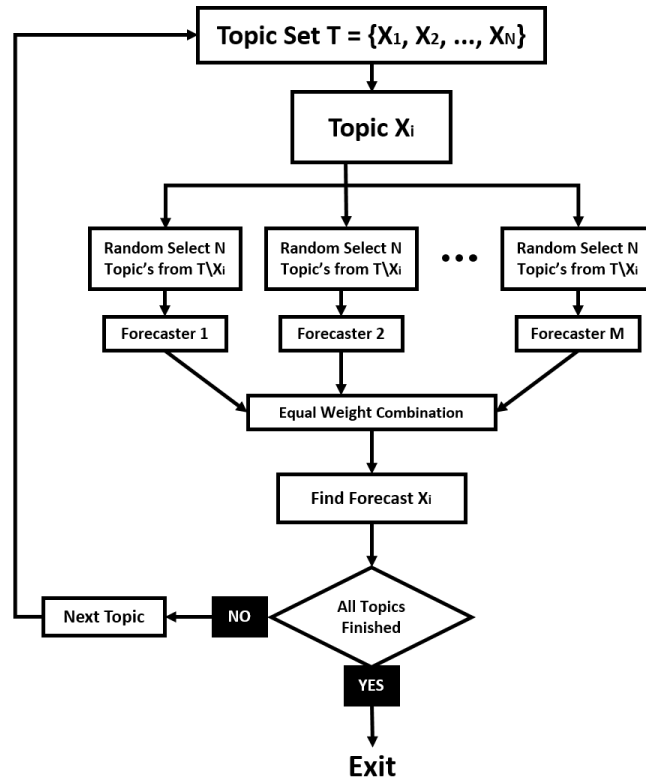 Topic Set T = {X₁, X₂, ..., X_N}
Topic Xᵢ
Random Select N
Topic's from T\Xᵢ
Random Select N
Topic's from T\Xᵢ
•••
Random Select N
Topic's from T\Xᵢ
Forecaster 1
Forecaster 2
Forecaster M
Equal Weight Combination
Find Forecast Xᵢ
All Topics
Finished
NO
Next Topic
YES
Exit